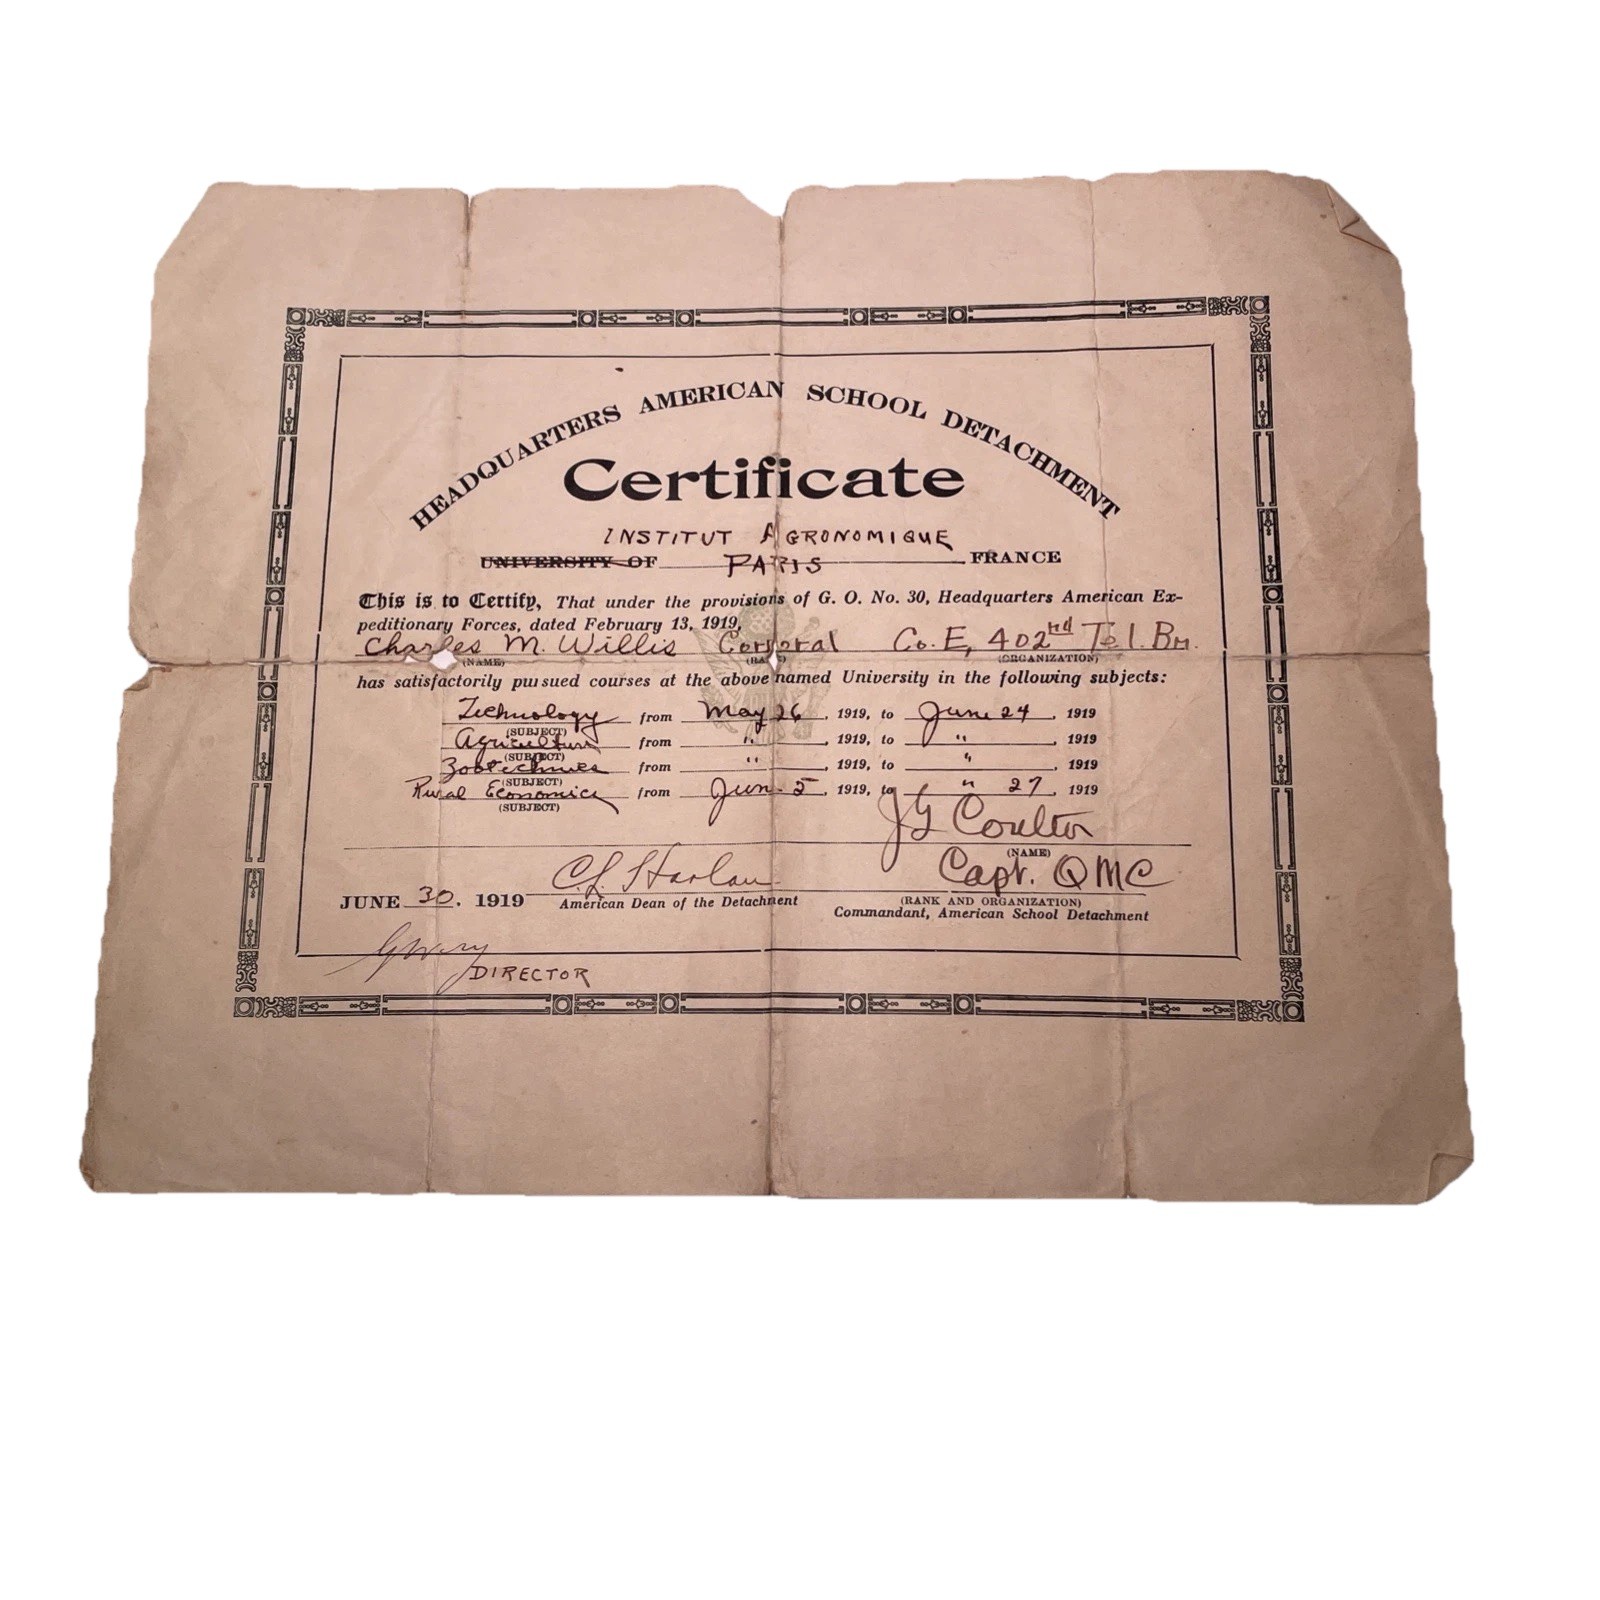 HEADQUARTERS AMERICAN SCHOOL DETACHMENT
Certificate
INSTITUT AGRONOMIQUE
UNIVERSITY OF PARIS FRANCE
This is to Certify, That under the provisions of G. O. No. 30, Headquarters American Ex-
peditionary Forces, dated February 13, 1919,
Charles M. Willis Corporal Co. E, 402nd Tel. Bn.
(NAME) (RANK) (ORGANIZATION)
has satisfactorily pursued courses at the above named University in the following subjects:
Technology from May 26, 1919, to June 24, 1919
(SUBJECT)
Agriculture from " , 1919, to " , 1919
(SUBJECT)
Zootechnies from " , 1919, to " , 1919
(SUBJECT)
Rural Economics from June 5, 1919, to " 27, 1919
(SUBJECT)
J G Coulter
(NAME)
C. L. Harlan Capt. QMC
JUNE 30, 1919 American Dean of the Detachment (RANK AND ORGANIZATION)
Commandant, American School Detachment
DIRECTOR